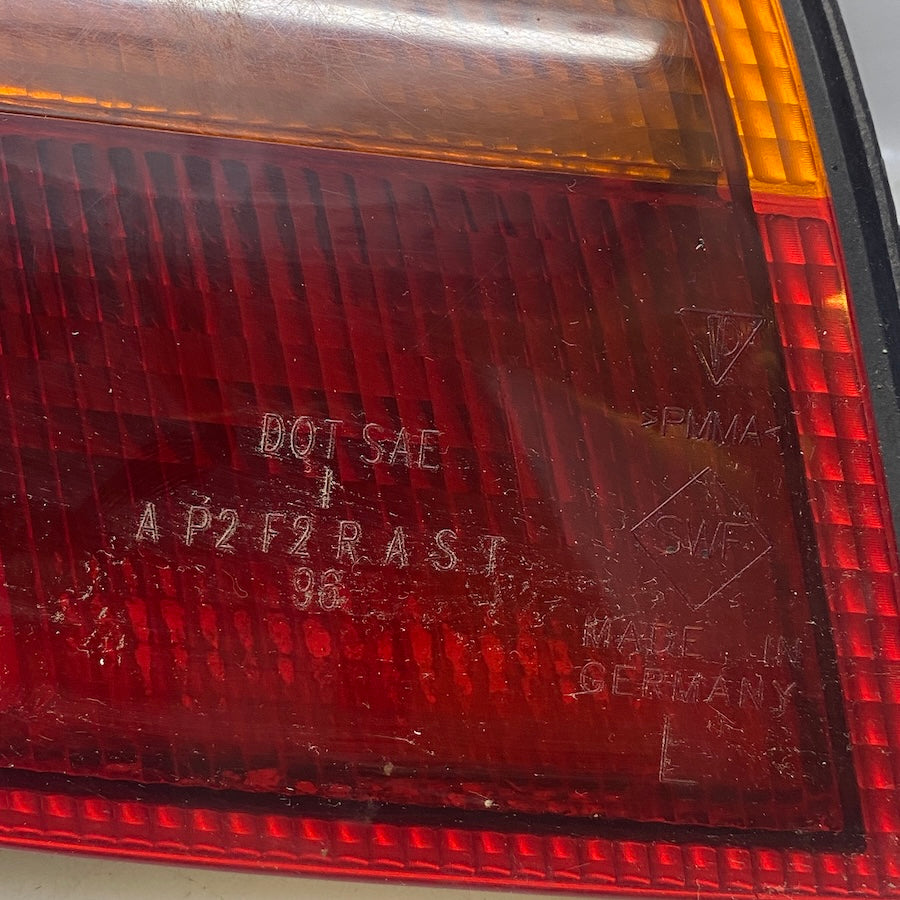 DOT SAE
I
A P2 F2 R A S T
96
>PMMA<
SWF
MADE IN
GERMANY
L